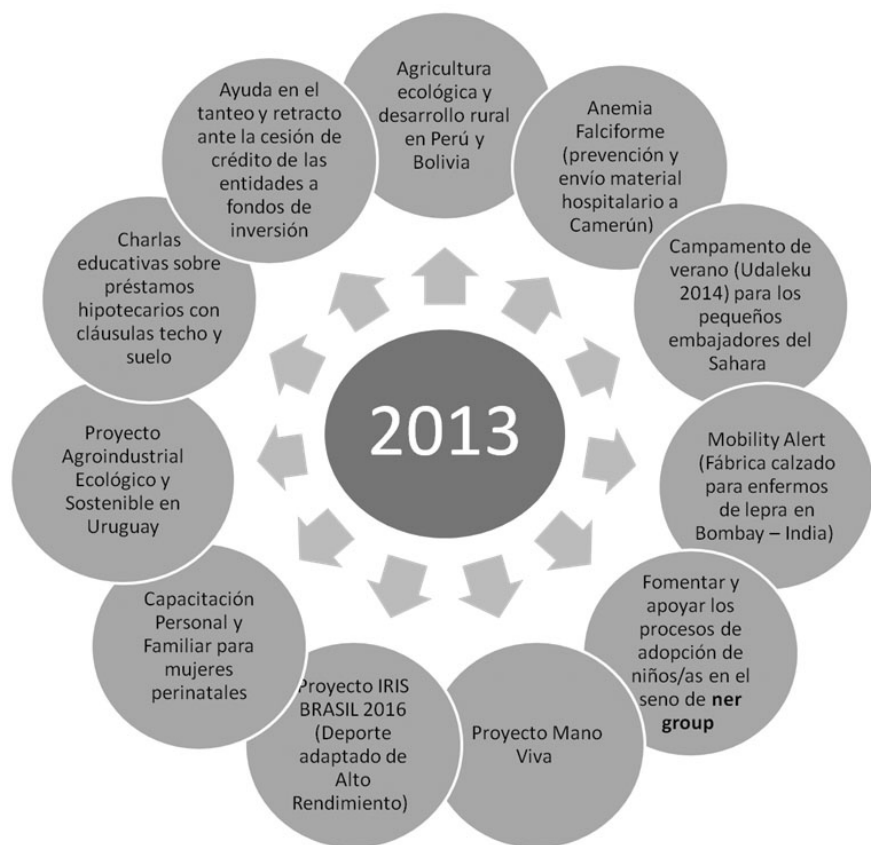 Agricultura
ecológica y
desarrollo rural
en Perú y
Bolivia
Anemia
Falciforme
(prevención y
envío material
hospitalario a
Camerún)
Campamento de
verano (Udaleku
2014) para los
pequeños
embajadores del
Sahara
Mobility Alert
(Fábrica calzado
para enfermos
de lepra en
Bombay – India)
Fomentar y
apoyar los
procesos de
adopción de
niños/as en el
seno de ner
group
Proyecto Mano
Viva
Proyecto IRIS
BRASIL 2016
(Deporte
adaptado de
Alto
Rendimiento)
Capacitación
Personal y
Familiar para
mujeres
perinatales
Proyecto
Agroindustrial
Ecológico y
Sostenible en
Uruguay
Charlas
educativas sobre
préstamos
hipotecarios con
cláusulas techo y
suelo
Ayuda en el
tanteo y retracto
ante la cesión de
crédito de las
entidades a
fondos de
inversión
2013